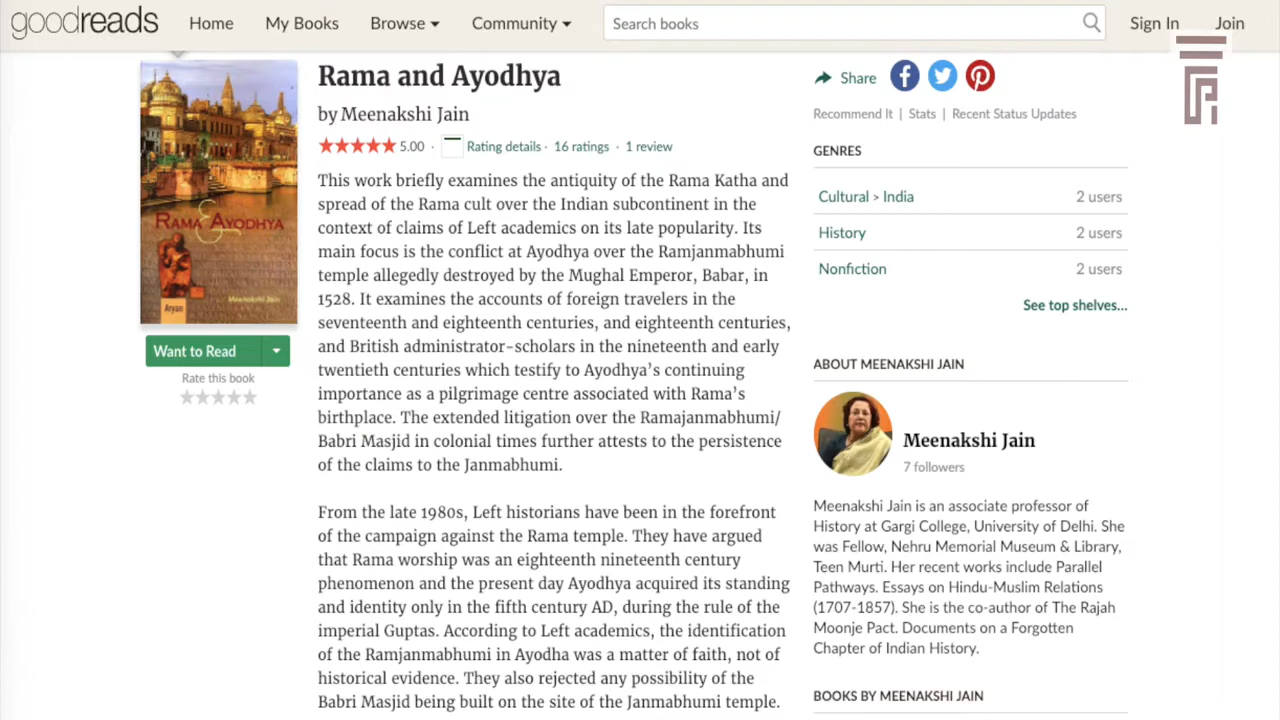 goodreads Home My Books Browse Community Search books Sign In Join
Rama and Ayodhya
by Meenakshi Jain
5.00 · Rating details · 16 ratings · 1 review
This work briefly examines the antiquity of the Rama Katha and
spread of the Rama cult over the Indian subcontinent in the
context of claims of Left academics on its late popularity. Its
main focus is the conflict at Ayodhya over the Ramjanmabhumi
temple allegedly destroyed by the Mughal Emperor, Babar, in
1528. It examines the accounts of foreign travelers in the
seventeenth and eighteenth centuries, and eighteenth centuries,
and British administrator-scholars in the nineteenth and early
twentieth centuries which testify to Ayodhya's continuing
importance as a pilgrimage centre associated with Rama's
birthplace. The extended litigation over the Ramajanmabhumi/
Babri Masjid in colonial times further attests to the persistence
of the claims to the Janmabhumi.
From the late 1980s, Left historians have been in the forefront
of the campaign against the Rama temple. They have argued
that Rama worship was an eighteenth nineteenth century
phenomenon and the present day Ayodhya acquired its standing
and identity only in the fifth century AD, during the rule of the
imperial Guptas. According to Left academics, the identification
of the Ramjanmabhumi in Ayodha was a matter of faith, not of
historical evidence. They also rejected any possibility of the
Babri Masjid being built on the site of the Janmabhumi temple.
RAMA & AYODHYA
Meenakshi Jain
Aryan
Want to Read
Rate this book
Share
Recommend It | Stats | Recent Status Updates
GENRES
Cultural > India 2 users
History 2 users
Nonfiction 2 users
See top shelves…
ABOUT MEENAKSHI JAIN
Meenakshi Jain
7 followers
Meenakshi Jain is an associate professor of
History at Gargi College, University of Delhi. She
was Fellow, Nehru Memorial Museum & Library,
Teen Murti. Her recent works include Parallel
Pathways. Essays on Hindu-Muslim Relations
(1707-1857). She is the co-author of The Rajah
Moonje Pact. Documents on a Forgotten
Chapter of Indian History.
BOOKS BY MEENAKSHI JAIN